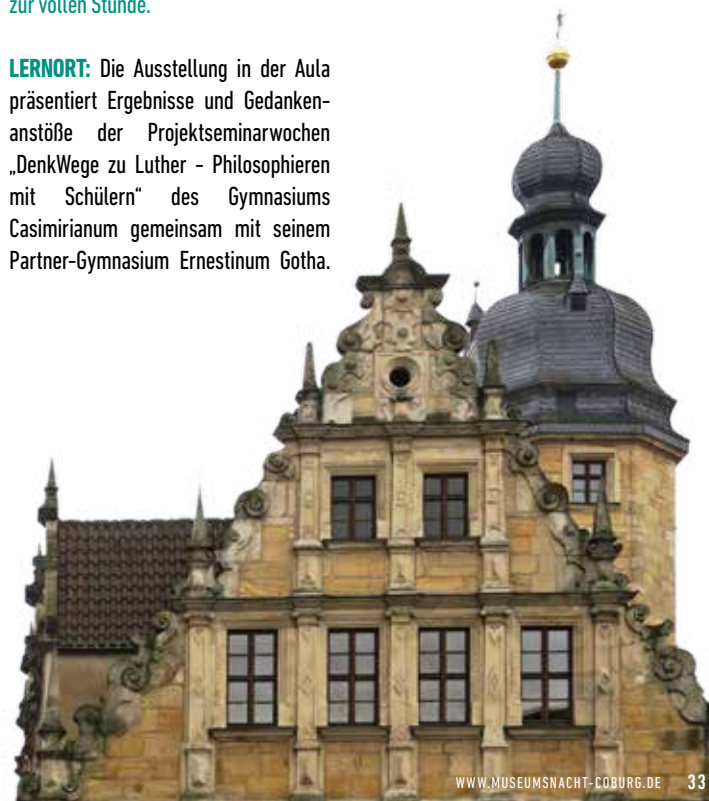 zur vollen Stunde.
LERNORT: Die Ausstellung in der Aula
präsentiert Ergebnisse und Gedanken-
anstöße der Projektseminarwochen
„DenkWege zu Luther - Philosophieren
mit Schülern“ des Gymnasiums
Casimirianum gemeinsam mit seinem
Partner-Gymnasium Ernestinum Gotha.
WWW.MUSEUMSNACHT-COBURG.DE 33